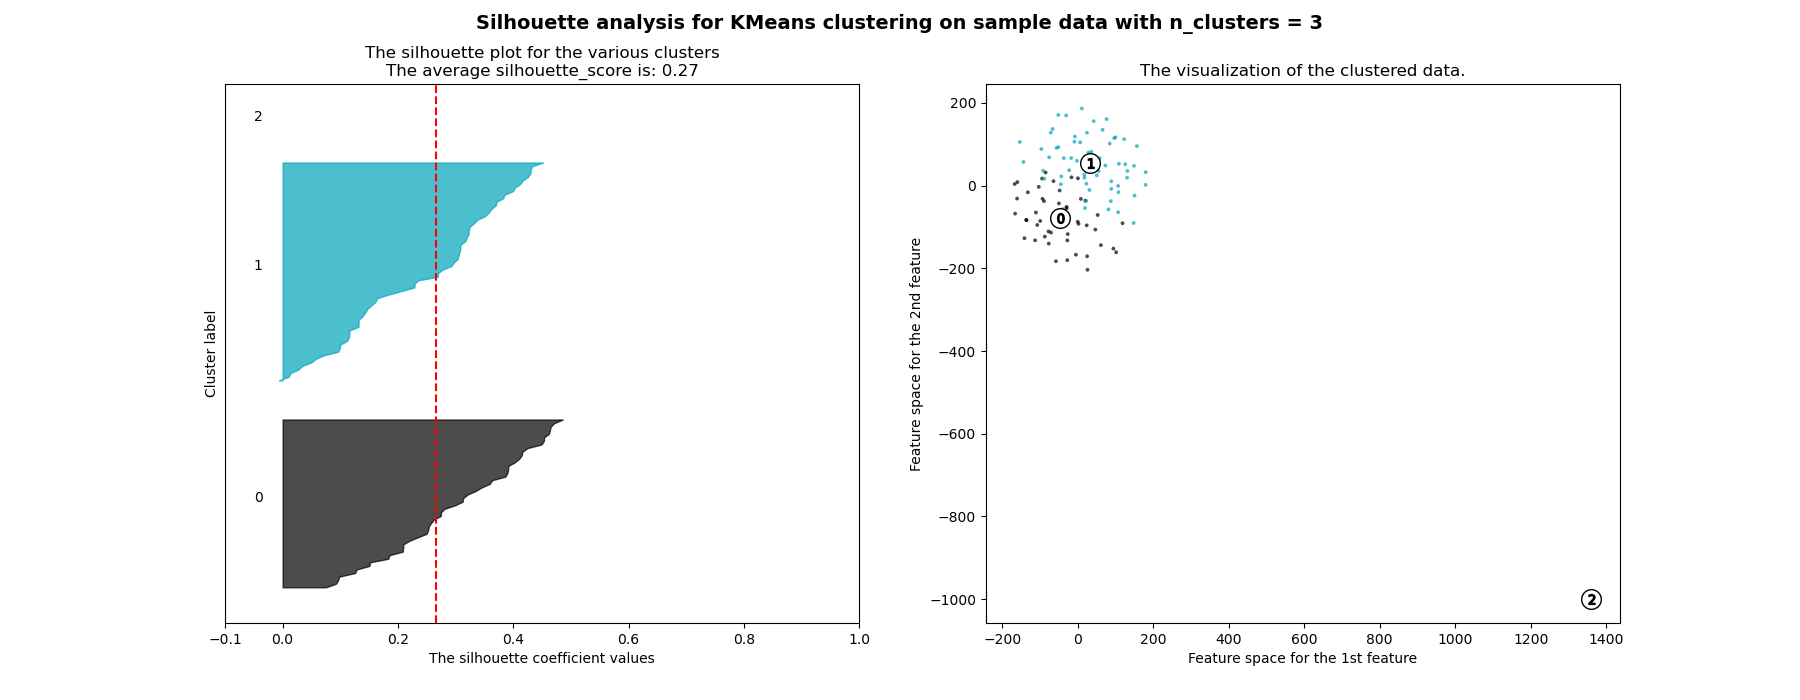 Silhouette analysis for KMeans clustering on sample data with n_clusters = 3
The silhouette plot for the various clusters
The average silhouette_score is: 0.27
2
1
0
Cluster label
−0.1 0.0 0.2 0.4 0.6 0.8 1.0
The silhouette coefficient values
The visualization of the clustered data.
200
0
−200
−400
−600
−800
−1000
Feature space for the 2nd feature
1
0
2
−200 0 200 400 600 800 1000 1200 1400
Feature space for the 1st feature